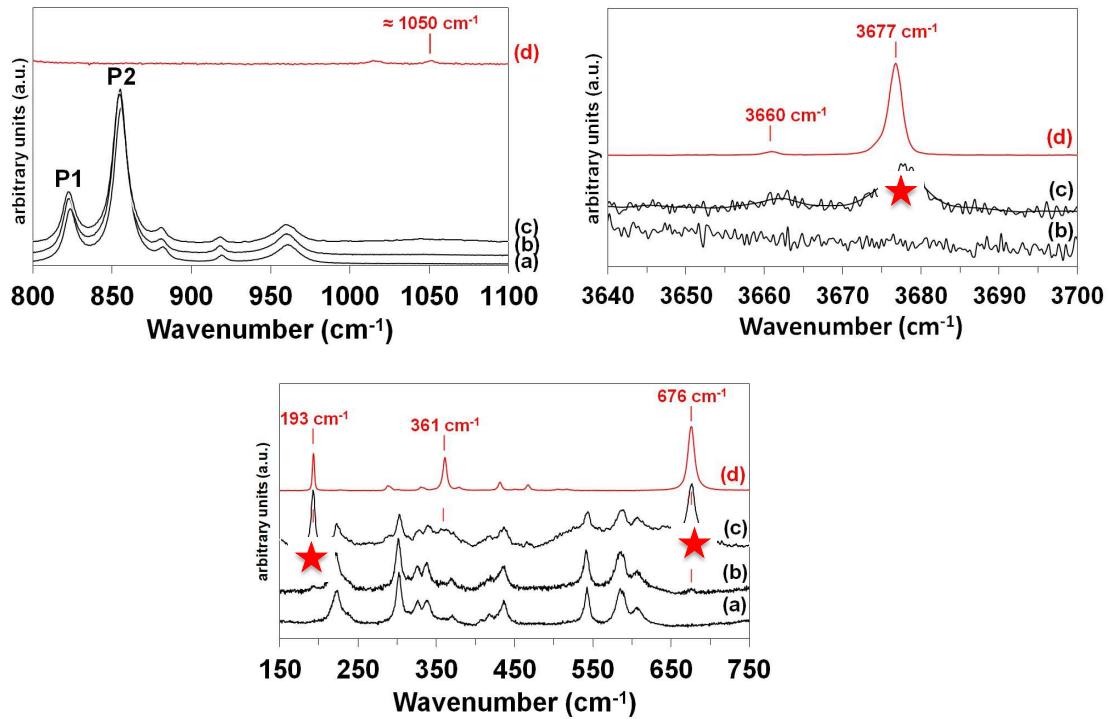 ≈ 1050 cm-1
(d)
P2
P1
(c)
(b)
(a)
arbitrary units (a.u.)
800 850 900 950 1000 1050 1100
Wavenumber (cm-1)
3677 cm-1
3660 cm-1
(d)
(c)
(b)
arbitrary units (a.u.)
3640 3650 3660 3670 3680 3690 3700
Wavenumber (cm-1)
676 cm-1
193 cm-1
361 cm-1
(d)
(c)
(b)
(a)
arbitrary units (a.u.)
150 250 350 450 550 650 750
Wavenumber (cm-1)